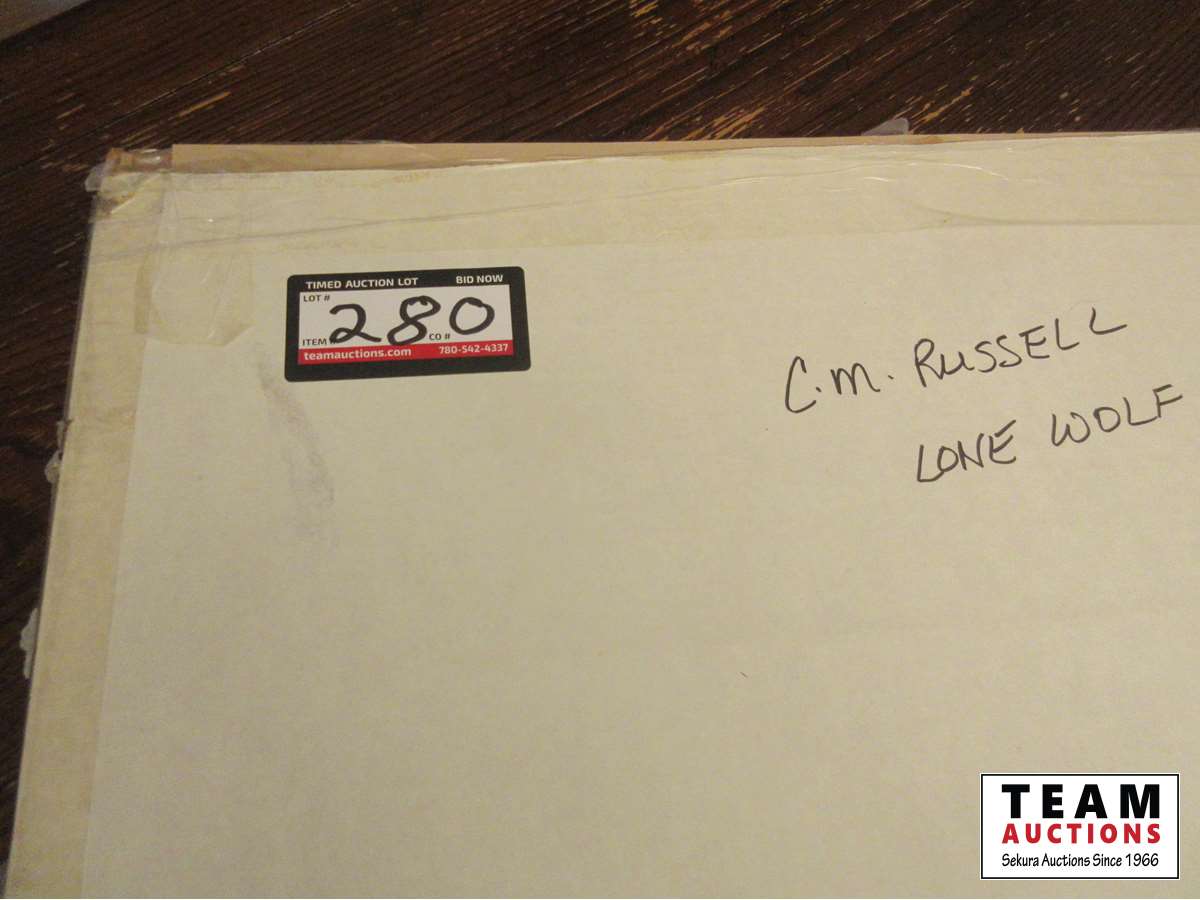 TIMED AUCTION LOT BID NOW
LOT #
280
ITEM # CO #
teamauctions.com 780-542-4337
C.M. RUSSELL
LONE WOLF
TEAM
AUCTIONS
Sekura Auctions Since 1966